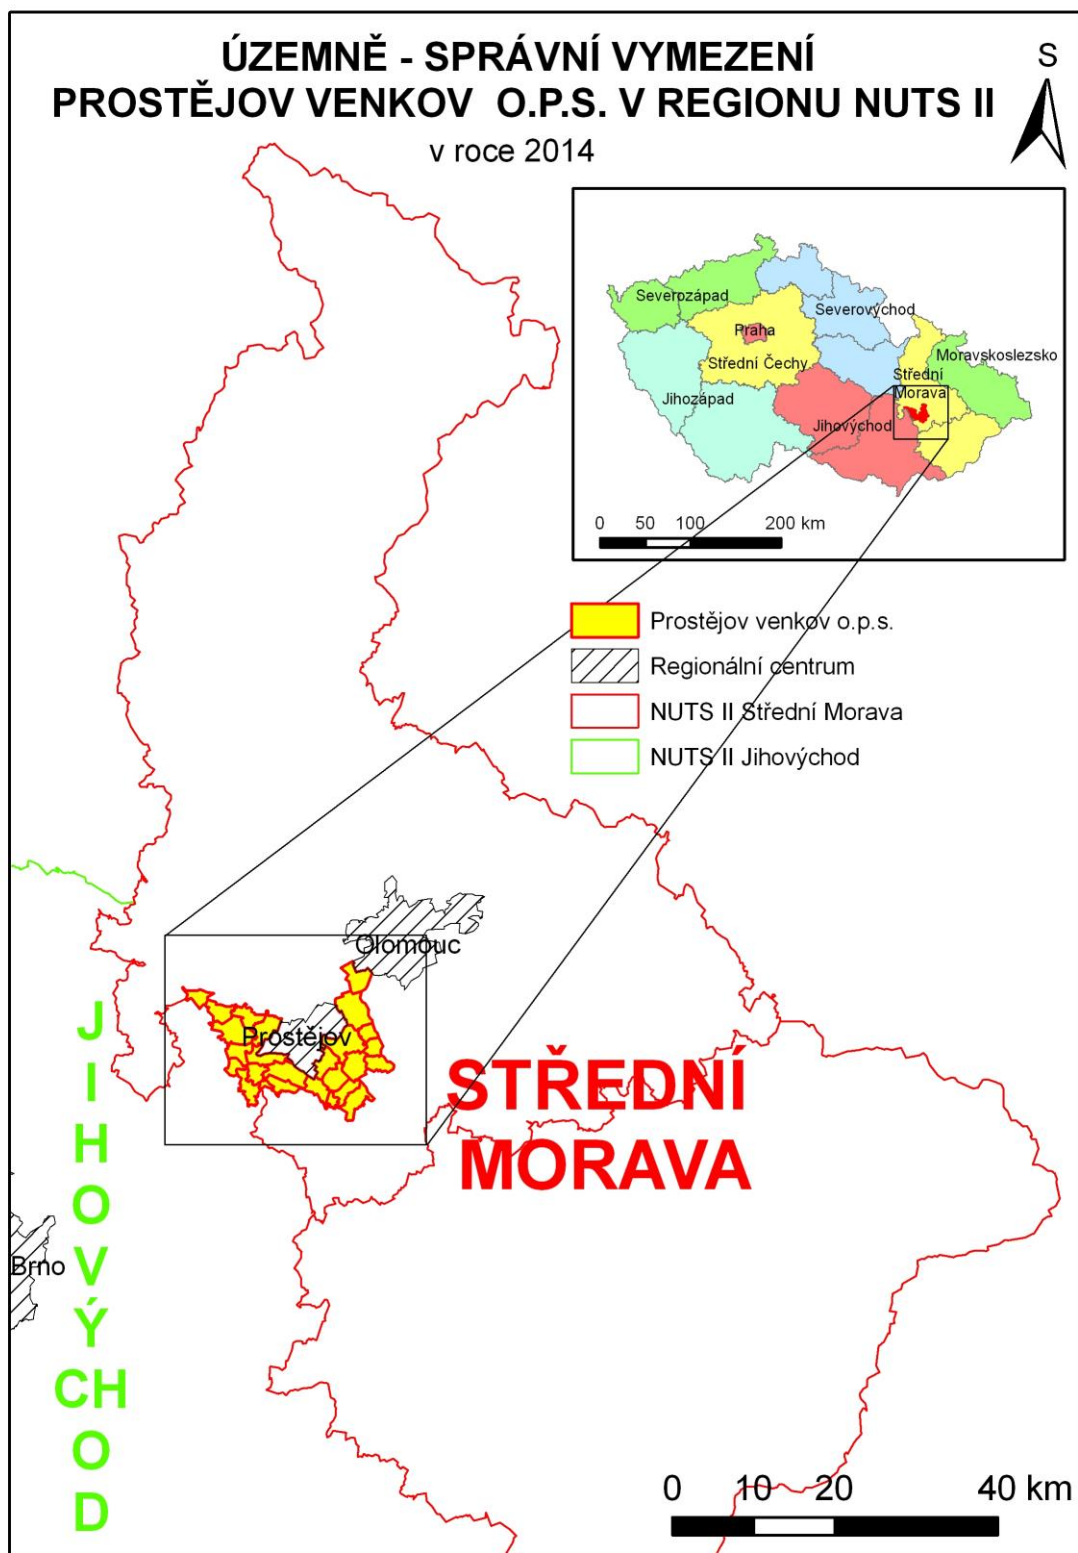 ÚZEMNĚ - SPRÁVNÍ VYMEZENÍ
PROSTĚJOV VENKOV O.P.S. V REGIONU NUTS II
v roce 2014
S
Severozápad
Severovýchod
Praha
Moravskoslezsko
Střední Čechy
Střední
Morava
Jihozápad
Jihovýchod
0 50 100 200 km
Prostějov venkov o.p.s.
Regionální centrum
NUTS II Střední Morava
NUTS II Jihovýchod
Olomouc
Prostějov
STŘEDNÍ
MORAVA
J
I
H
O
V
Ý
CH
O
D
Brno
0 10 20 40 km